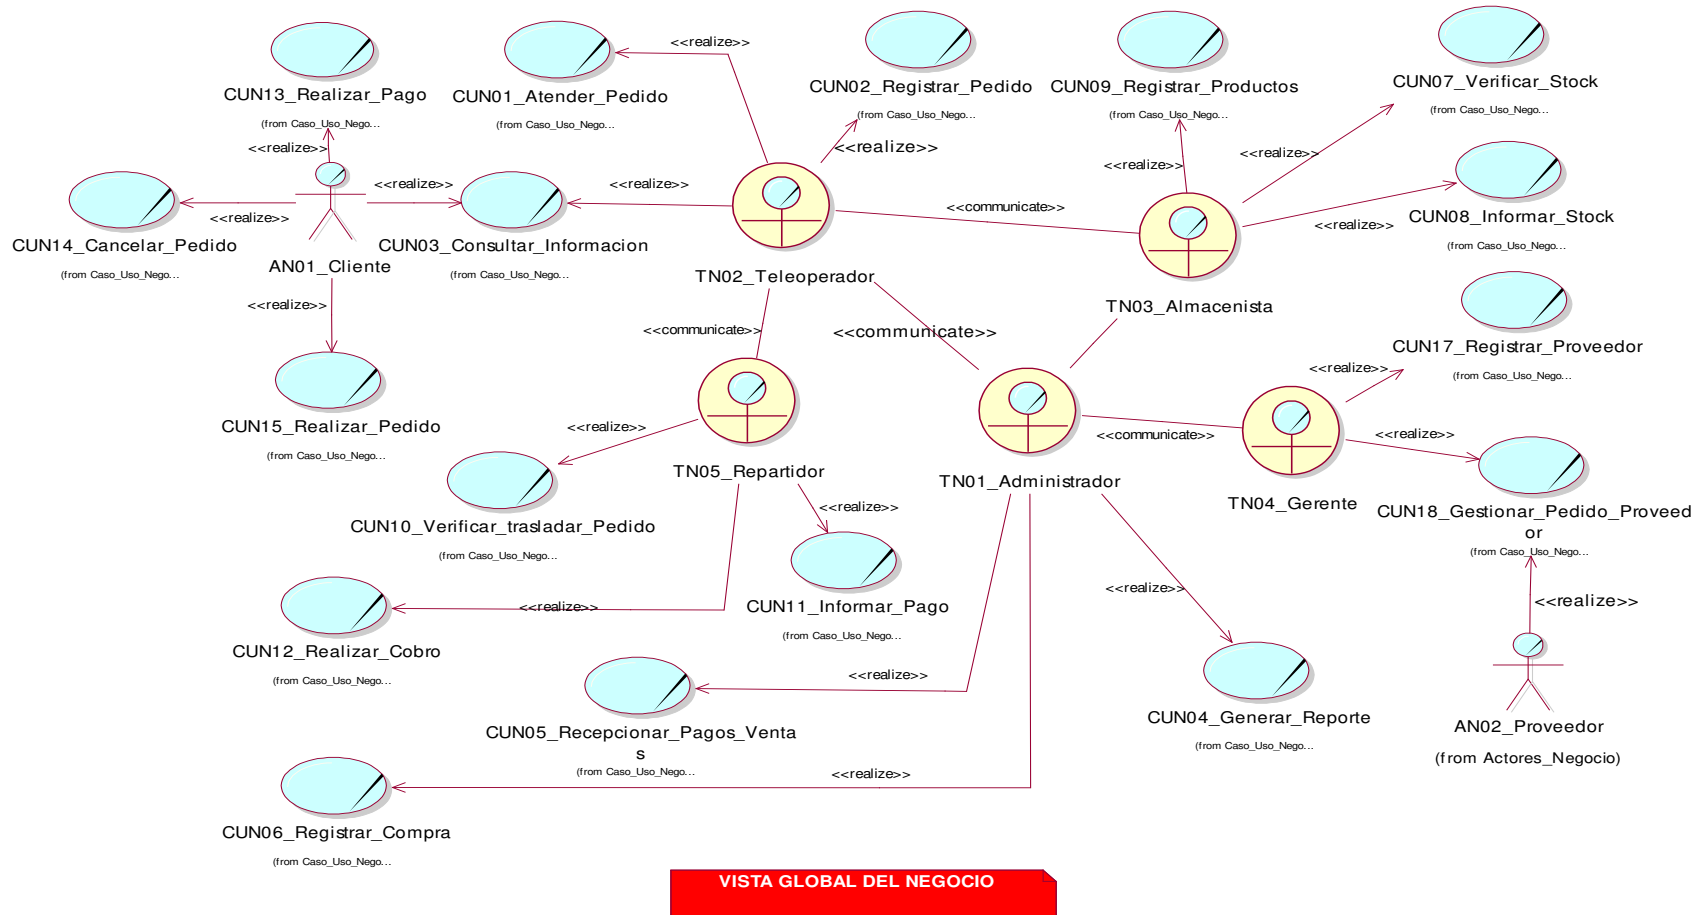 <<realize>>
CUN13_Realizar_Pago
(from Caso_Uso_Nego...
CUN01_Atender_Pedido
(from Caso_Uso_Nego...
CUN02_Registrar_Pedido
(from Caso_Uso_Nego...
CUN09_Registrar_Productos
(from Caso_Uso_Nego...
CUN07_Verificar_Stock
(from Caso_Uso_Nego...
<<realize>>
<<realize>>
<<realize>>
<<realize>>
<<realize>>
<<realize>>
<<realize>>
<<realize>>
<<communicate>>
<<realize>>
CUN14_Cancelar_Pedido
(from Caso_Uso_Nego...
AN01_Cliente
CUN03_Consultar_Informacion
(from Caso_Uso_Nego...
TN02_Teleoperador
CUN08_Informar_Stock
(from Caso_Uso_Nego...
TN03_Almacenista
<<realize>>
<<communicate>>
<<communicate>>
CUN17_Registrar_Proveedor
(from Caso_Uso_Nego...
<<realize>>
CUN15_Realizar_Pedido
(from Caso_Uso_Nego...
<<realize>>
<<communicate>>
<<realize>>
TN05_Repartidor
TN01_Administrador
TN04_Gerente
CUN10_Verificar_trasladar_Pedido
(from Caso_Uso_Nego...
<<realize>>
CUN18_Gestionar_Pedido_Proveed
or
(from Caso_Uso_Nego...
<<realize>>
CUN11_Informar_Pago
(from Caso_Uso_Nego...
<<realize>>
<<realize>>
CUN12_Realizar_Cobro
(from Caso_Uso_Nego...
<<realize>>
CUN05_Recepcionar_Pagos_Venta
s
(from Caso_Uso_Nego...
CUN04_Generar_Reporte
(from Caso_Uso_Nego...
AN02_Proveedor
(from Actores_Negocio)
<<realize>>
CUN06_Registrar_Compra
(from Caso_Uso_Nego...
VISTA GLOBAL DEL NEGOCIO